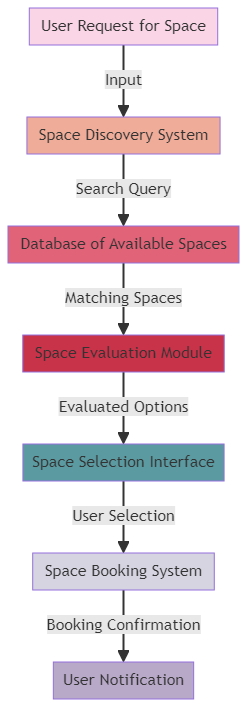 User Request for Space
Input
Space Discovery System
Search Query
Database of Available Spaces
Matching Spaces
Space Evaluation Module
Evaluated Options
Space Selection Interface
User Selection
Space Booking System
Booking Confirmation
User Notification